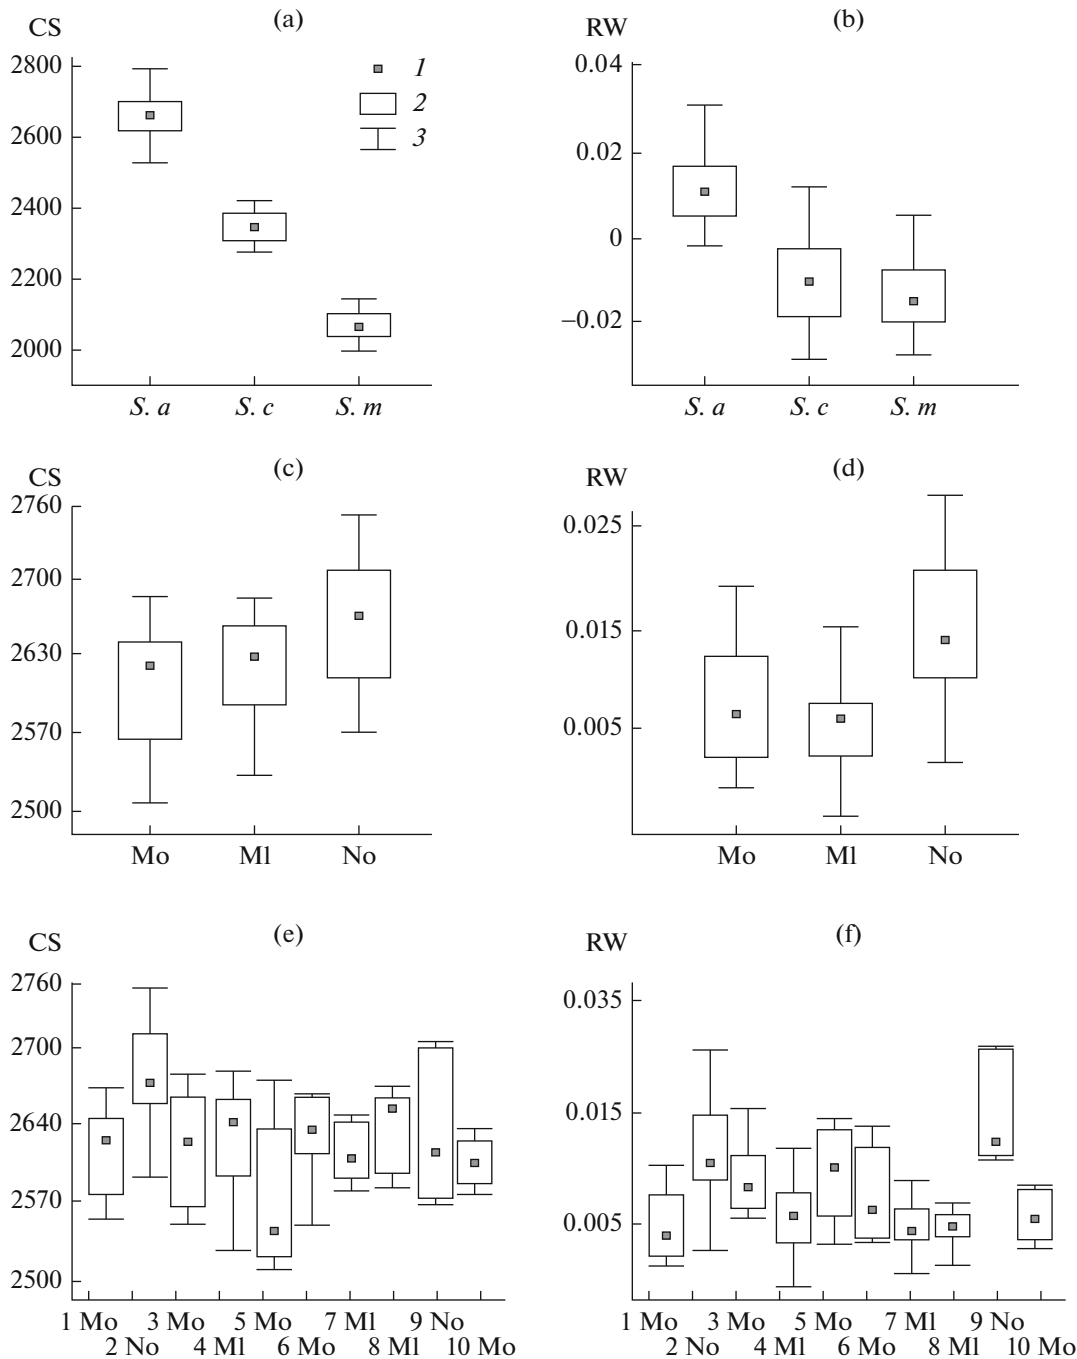 CS (a)
2800
2600
2400
2200
2000
S. a S. c S. m
1
2
3
RW (b)
0.04
0.02
0
–0.02
S. a S. c S. m
CS (c)
2760
2700
2630
2570
2500
Mo Ml No
RW (d)
0.025
0.015
0.005
Mo Ml No
CS (e)
2760
2700
2640
2570
2500
1 Mo 3 Mo 5 Mo 7 Ml 9 No
2 No 4 Ml 6 Mo 8 Ml 10 Mo
RW (f)
0.035
0.015
0.005
1 Mo 3 Mo 5 Mo 7 Ml 9 No
2 No 4 Ml 6 Mo 8 Ml 10 Mo